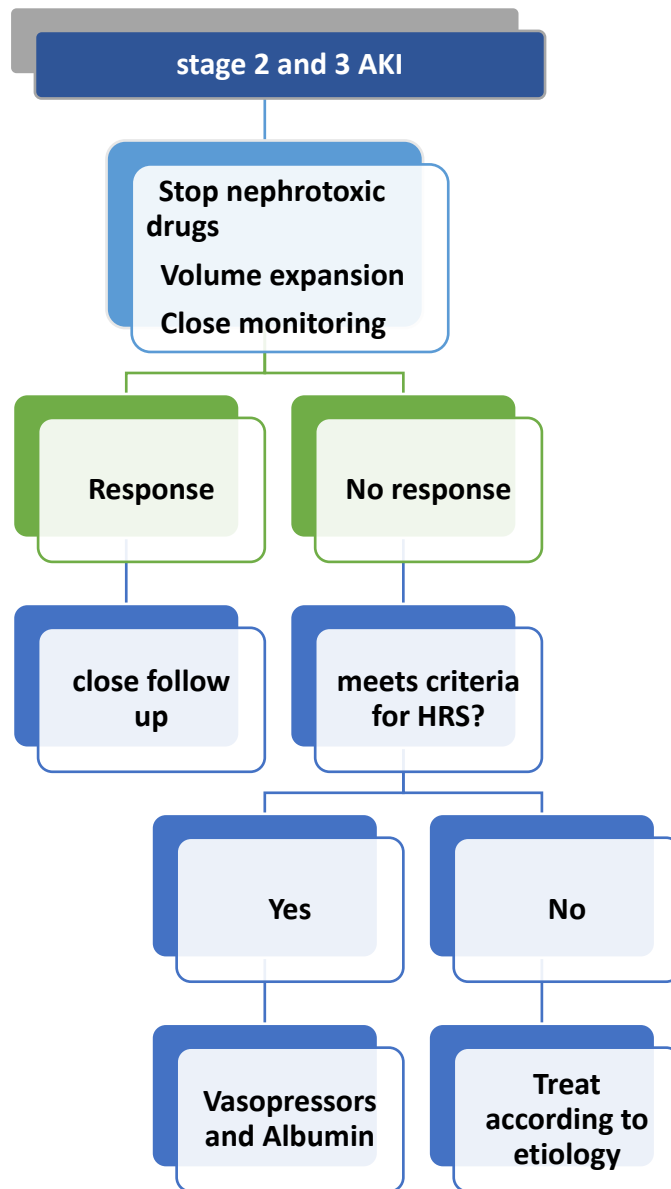 stage 2 and 3 AKI
Stop nephrotoxic
drugs
Volume expansion
Close monitoring
Response
No response
close follow
up
meets criteria
for HRS?
Yes
No
Vasopressors
and Albumin
Treat
according to
etiology